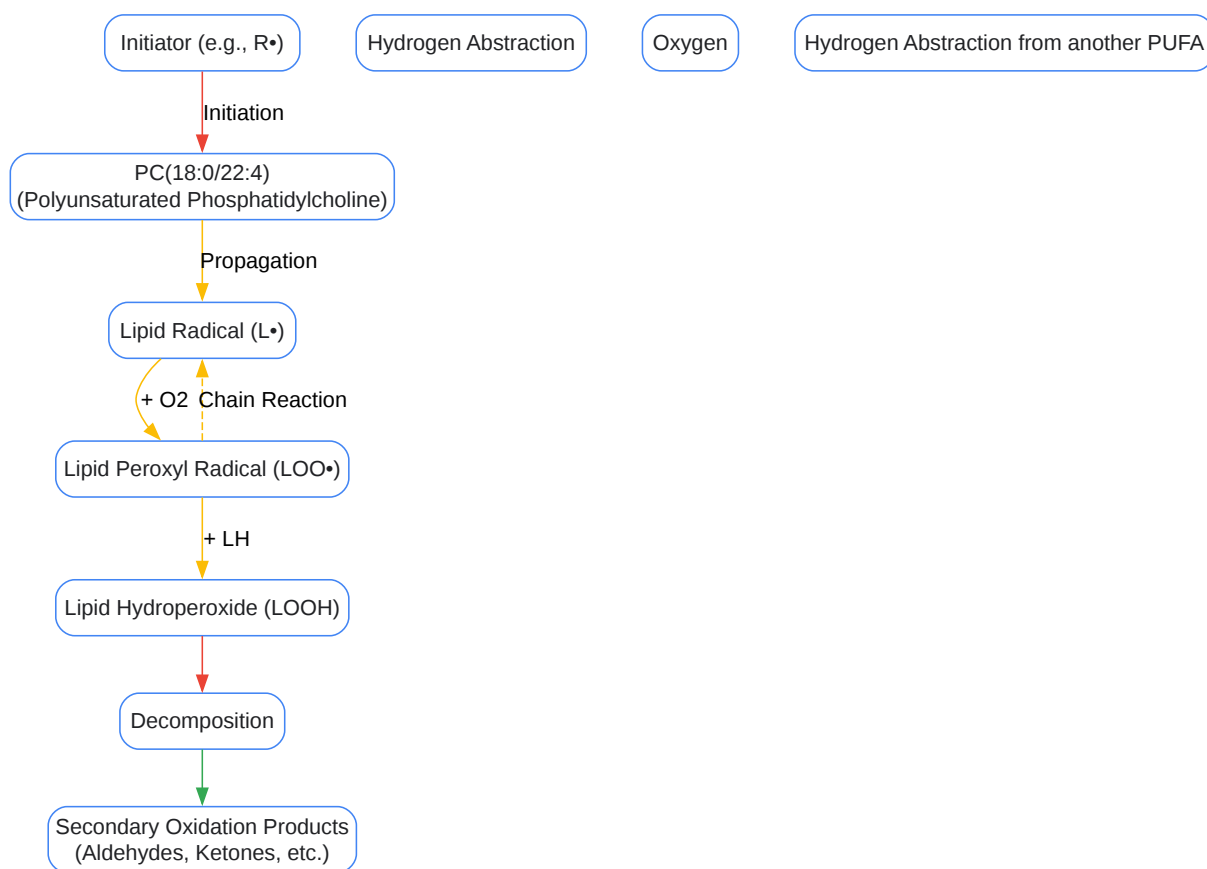 Initiator (e.g., R•)
Hydrogen Abstraction
Oxygen
Hydrogen Abstraction from another PUFA
Initiation
PC(18:0/22:4)
(Polyunsaturated Phosphatidylcholine)
Propagation
Lipid Radical (L•)
+ O2
Chain Reaction
Lipid Peroxyl Radical (LOO•)
+ LH
Lipid Hydroperoxide (LOOH)
Decomposition
Secondary Oxidation Products
(Aldehydes, Ketones, etc.)